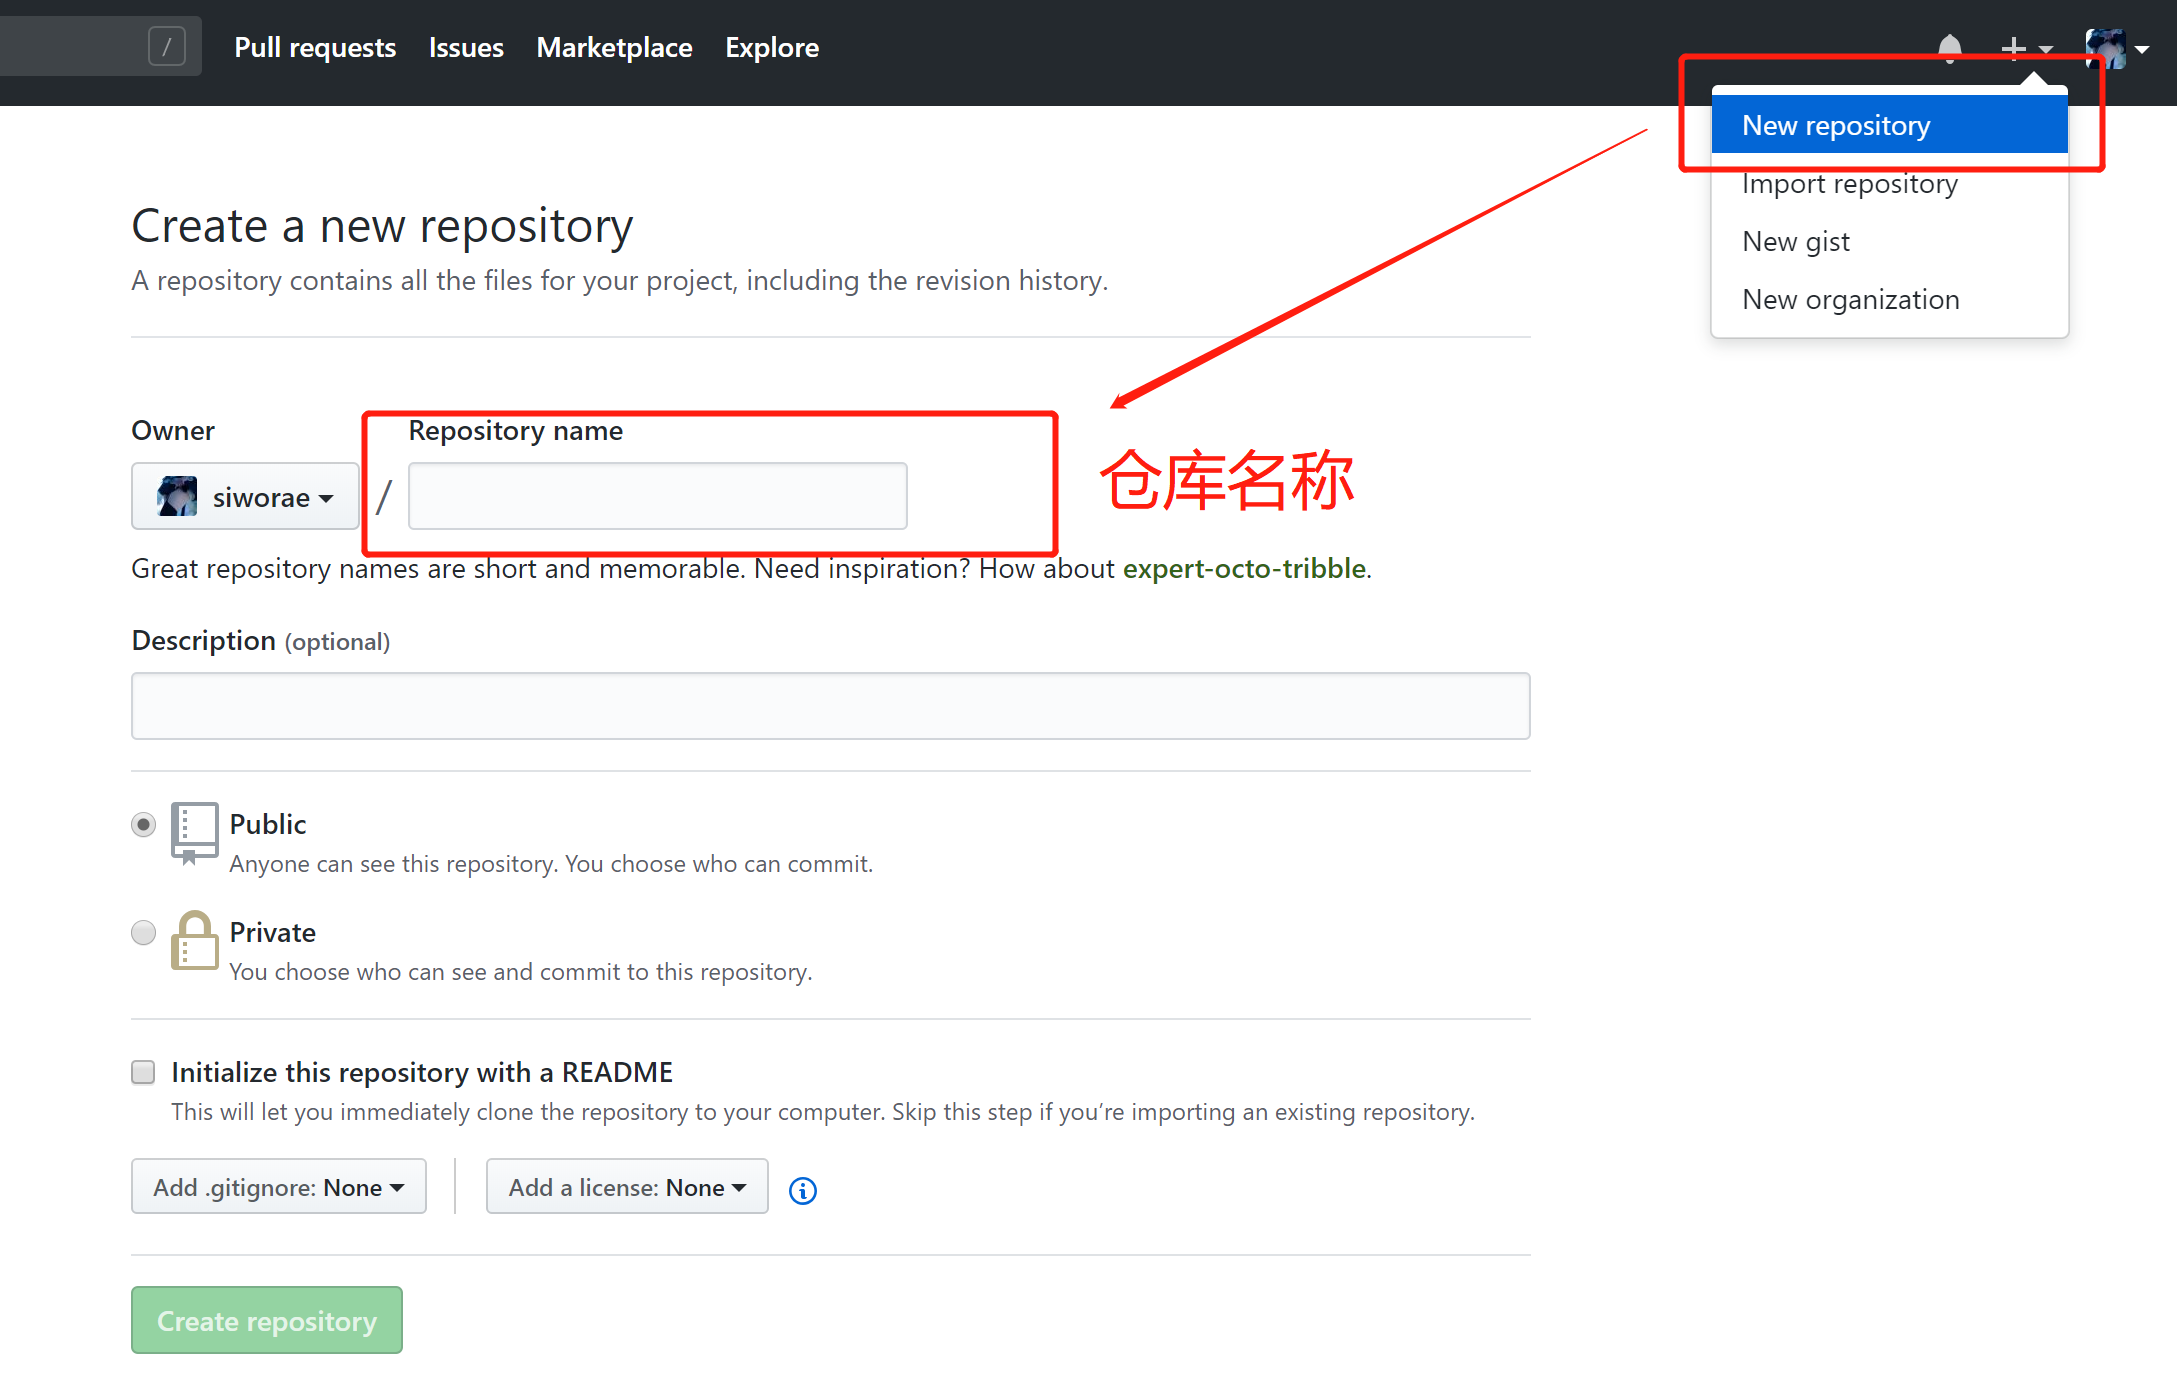 / Pull requests Issues Marketplace Explore
New repository
Import repository
New gist
New organization
Create a new repository
A repository contains all the files for your project, including the revision history.
Owner Repository name
siworae /
仓库名称
Great repository names are short and memorable. Need inspiration? How about expert-octo-tribble.
Description (optional)
Public
Anyone can see this repository. You choose who can commit.
Private
You choose who can see and commit to this repository.
Initialize this repository with a README
This will let you immediately clone the repository to your computer. Skip this step if you’re importing an existing repository.
Add .gitignore: None Add a license: None
Create repository